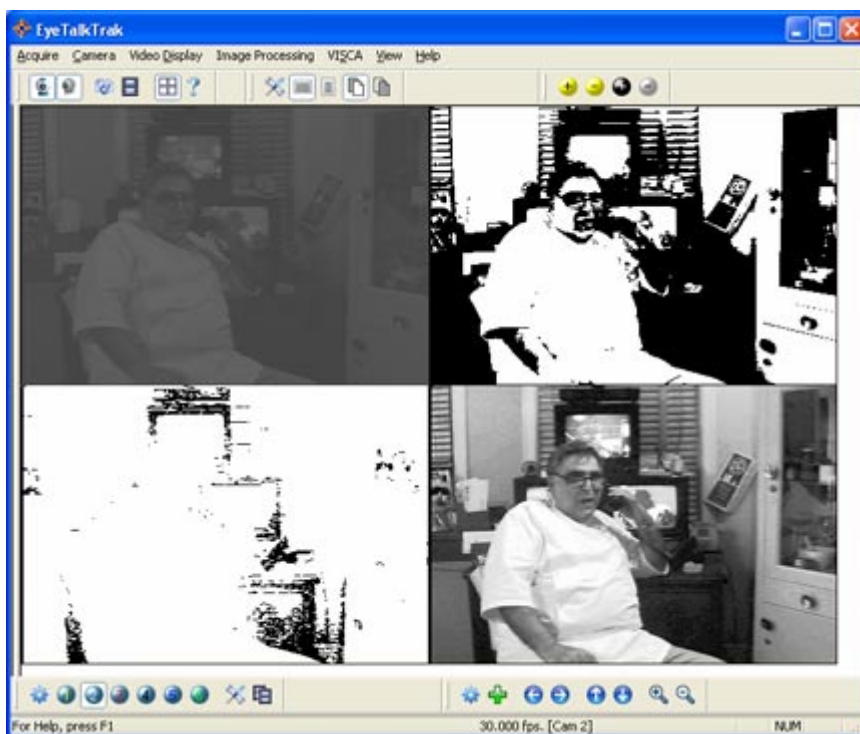 EyeTalkTrak
Acquire Camera Video Display Image Processing VISCA View Help
For Help, press F1 30.000 fps. [Cam 2] NUM